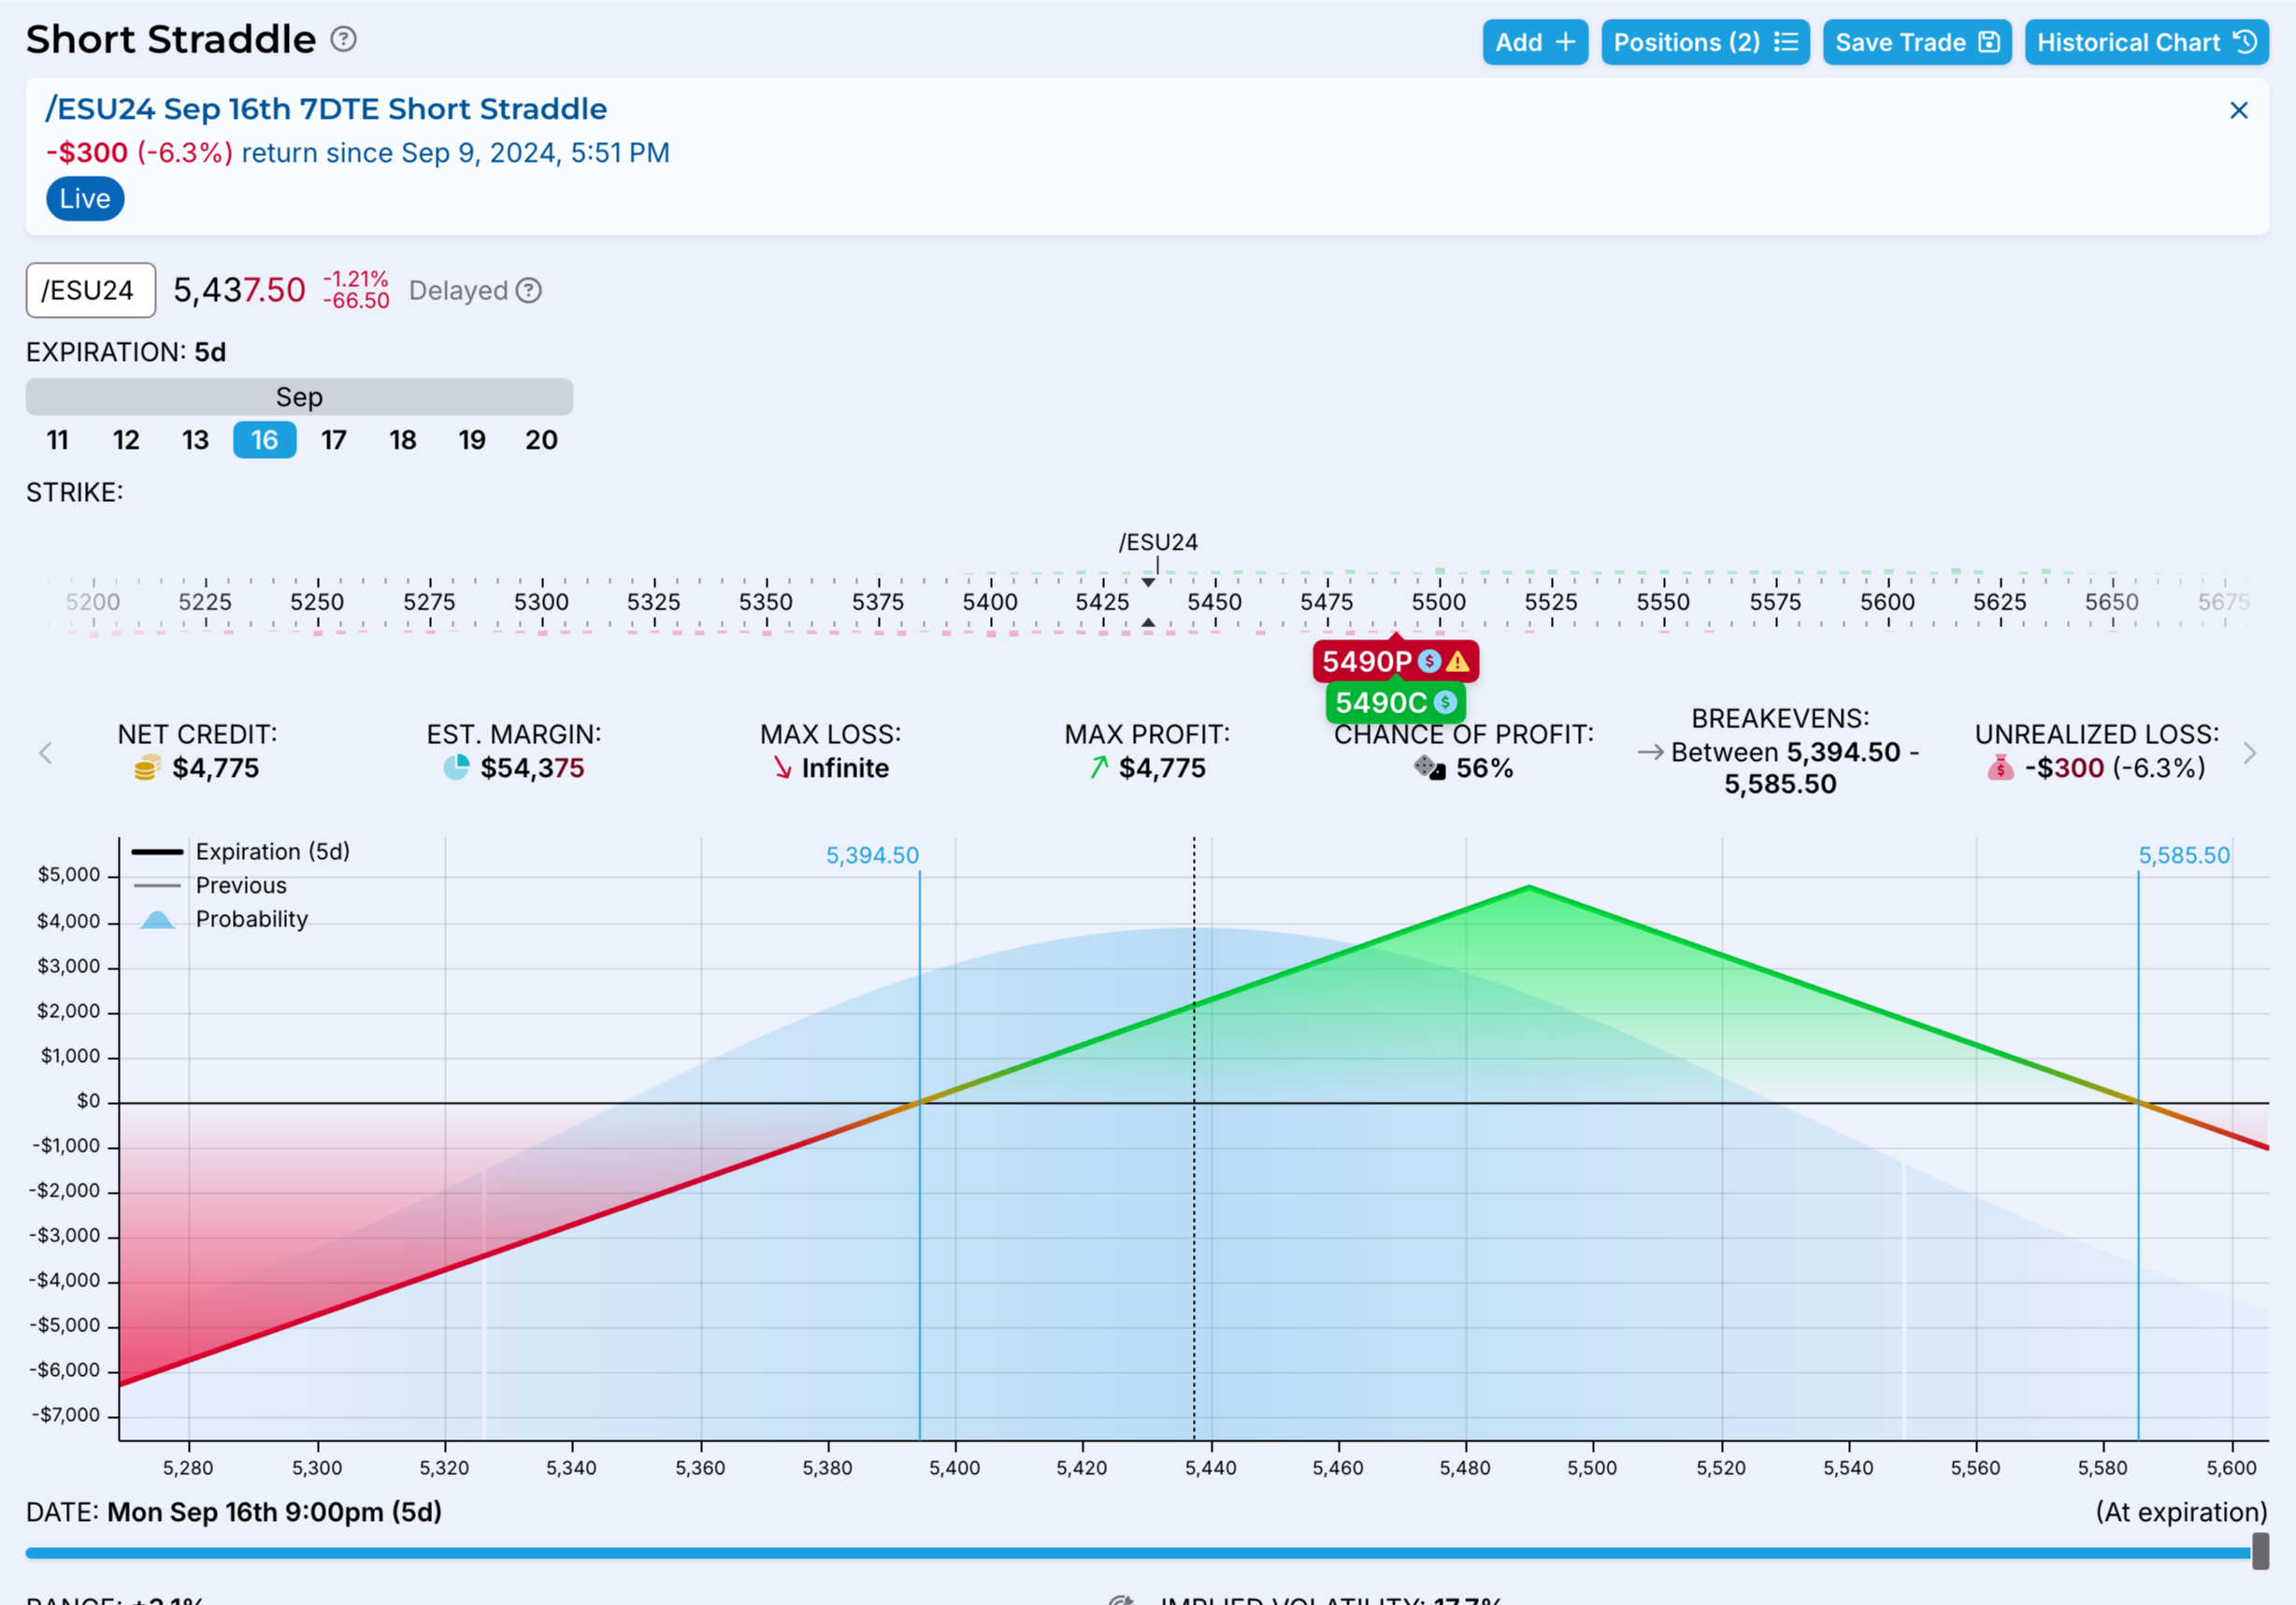 Short Straddle ?
Add + Positions (2) Save Trade Historical Chart
/ESU24 Sep 16th 7DTE Short Straddle
-$300 (-6.3%) return since Sep 9, 2024, 5:51 PM
Live
/ESU24 5,437.50 -1.21% -66.50 Delayed ?
EXPIRATION: 5d
Sep
11 12 13 16 17 18 19 20
STRIKE:
/ESU24
5200 5225 5250 5275 5300 5325 5350 5375 5400 5425 5450 5475 5500 5525 5550 5575 5600 5625 5650 5675
5490P $
5490C $
NET CREDIT:
$4,775
EST. MARGIN:
$54,375
MAX LOSS:
Infinite
MAX PROFIT:
$4,775
CHANCE OF PROFIT:
56%
BREAKEVENS:
Between 5,394.50 -
5,585.50
UNREALIZED LOSS:
-$300 (-6.3%)
Expiration (5d)
Previous
Probability
5,394.50
5,585.50
$5,000
$4,000
$3,000
$2,000
$1,000
$0
-$1,000
-$2,000
-$3,000
-$4,000
-$5,000
-$6,000
-$7,000
5,280 5,300 5,320 5,340 5,360 5,380 5,400 5,420 5,440 5,460 5,480 5,500 5,520 5,540 5,560 5,580 5,600
DATE: Mon Sep 16th 9:00pm (5d) (At expiration)
RANGE: ±3.1% IMPLIED VOLATILITY: 17.7%